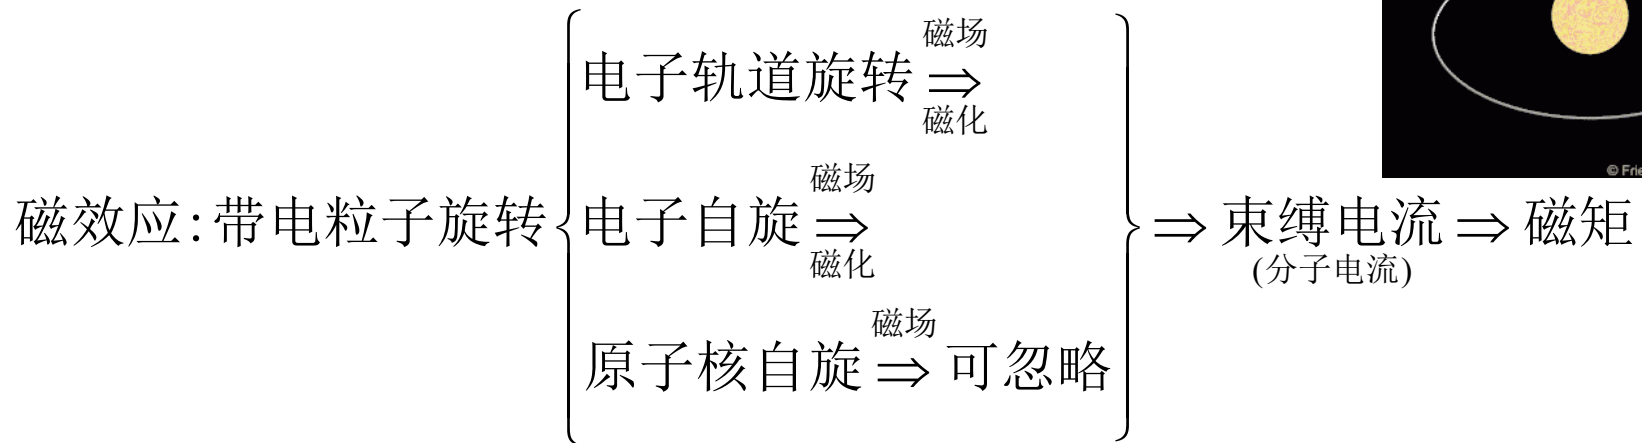 © Frie
磁场
电子轨道旋转 ⇒
磁化
磁场
磁效应:带电粒子旋转 { 电子自旋 ⇒ } ⇒ 束缚电流 ⇒ 磁矩
磁化
(分子电流)
磁场
原子核自旋 ⇒ 可忽略